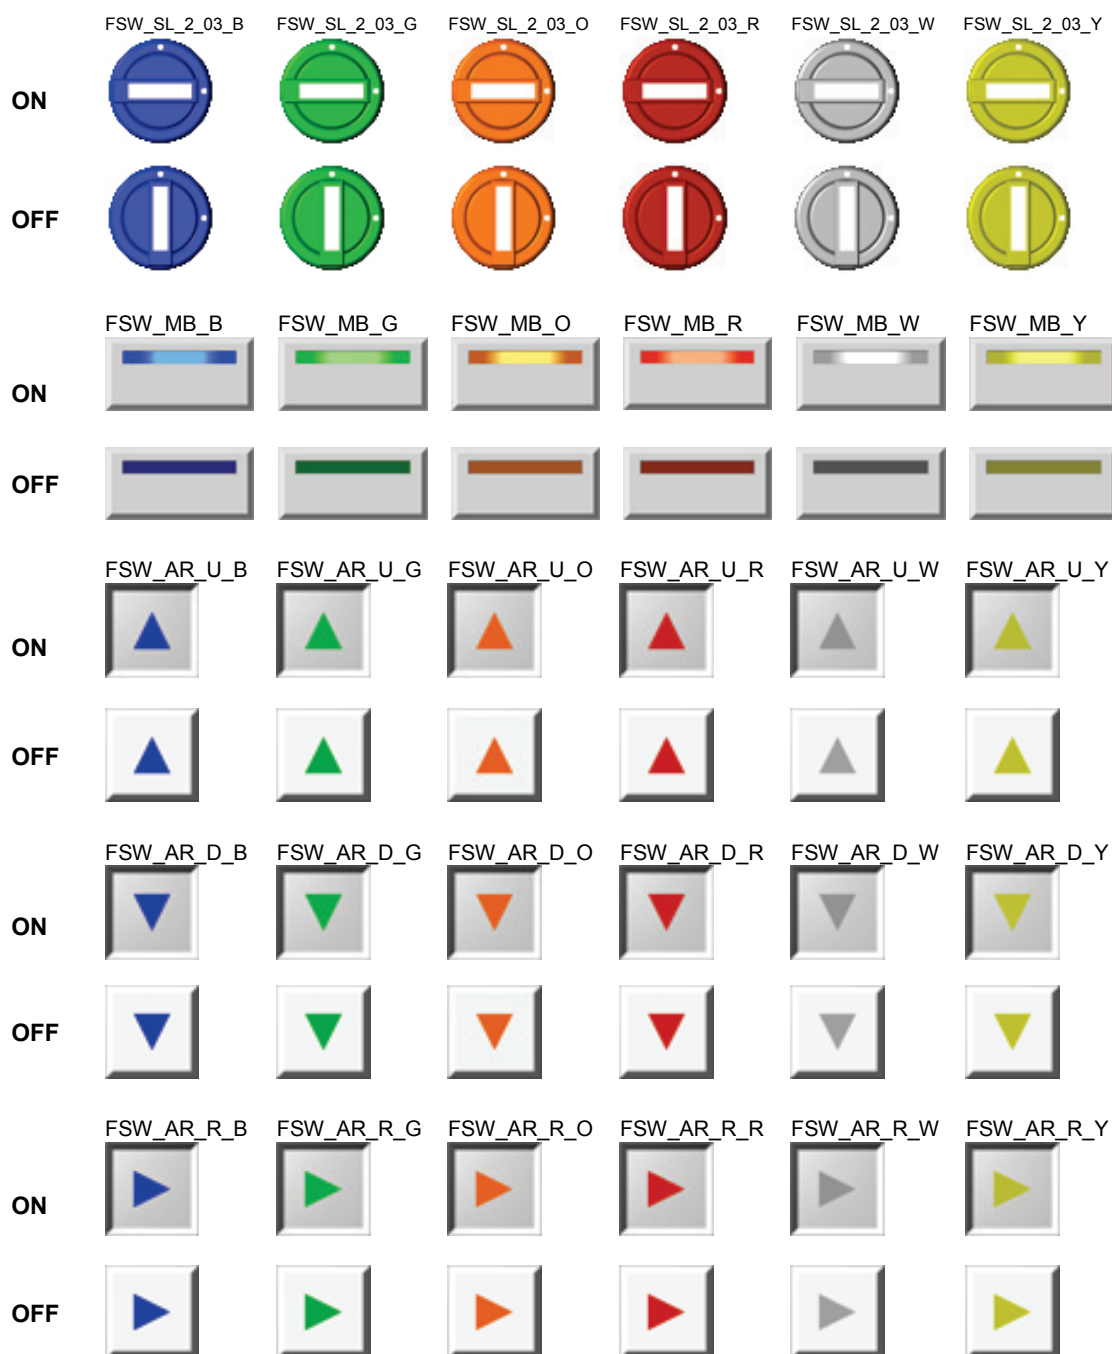 FSW_SL_2_03_B FSW_SL_2_03_G FSW_SL_2_03_O FSW_SL_2_03_R FSW_SL_2_03_W FSW_SL_2_03_Y
ON
OFF
FSW_MB_B FSW_MB_G FSW_MB_O FSW_MB_R FSW_MB_W FSW_MB_Y
ON
OFF
FSW_AR_U_B FSW_AR_U_G FSW_AR_U_O FSW_AR_U_R FSW_AR_U_W FSW_AR_U_Y
ON
OFF
FSW_AR_D_B FSW_AR_D_G FSW_AR_D_O FSW_AR_D_R FSW_AR_D_W FSW_AR_D_Y
ON
OFF
FSW_AR_R_B FSW_AR_R_G FSW_AR_R_O FSW_AR_R_R FSW_AR_R_W FSW_AR_R_Y
ON
OFF